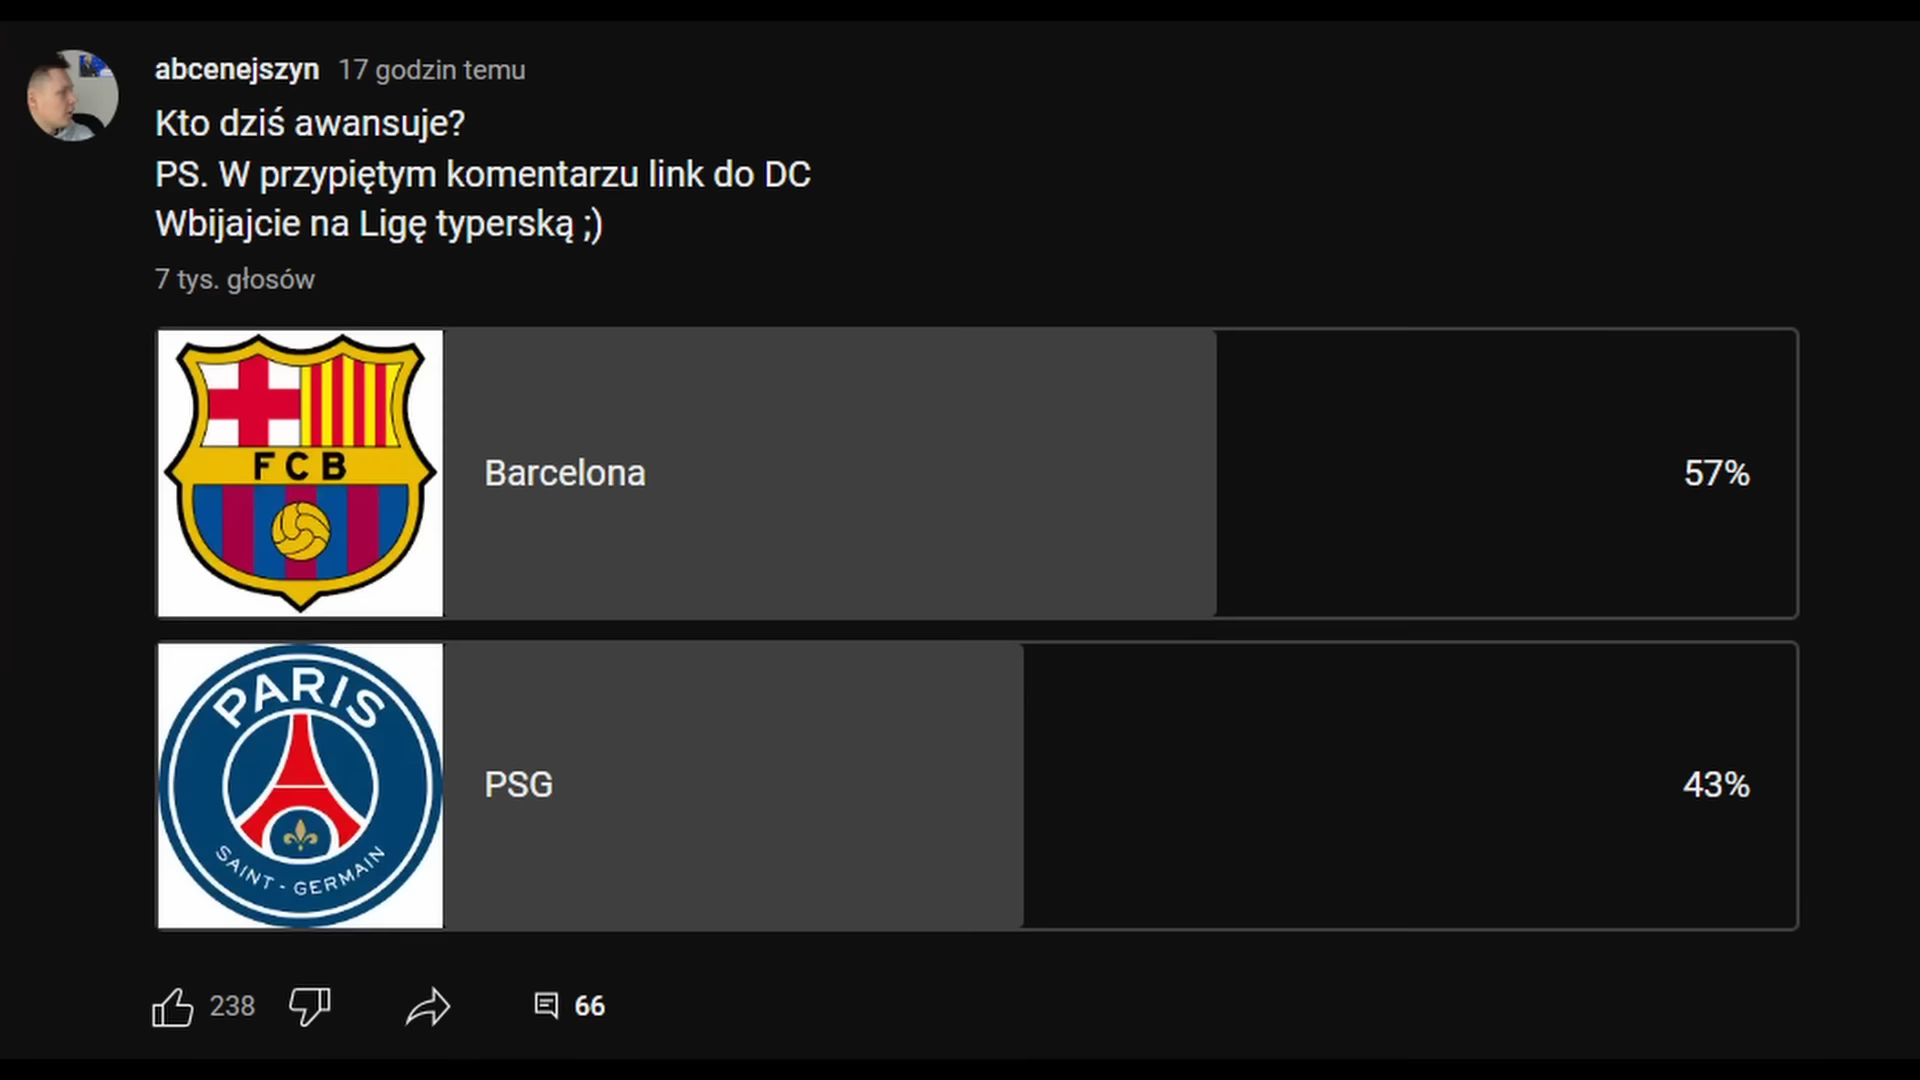 abcenejszyn 17 godzin temu
Kto dziś awansuje?
PS. W przypiętym komentarzu link do DC
Wbijajcie na Ligę typerską ;)
7 tys. głosów
FCB
Barcelona
57%
PARIS
SAINT - GERMAIN
PSG
43%
238
66